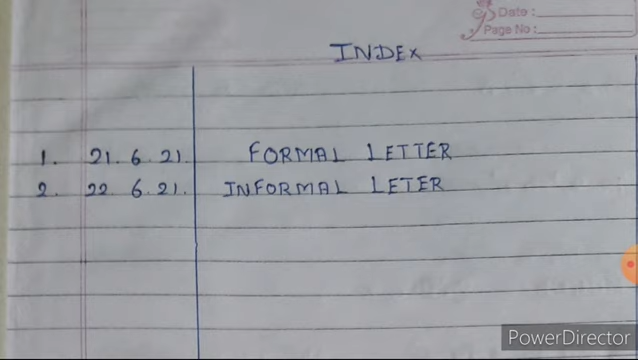 Date:
Page No:
INDEX
1. 21. 6. 21. FORMAL LETTER
2. 22 6. 21. INFORMAL LETER
PowerDirector